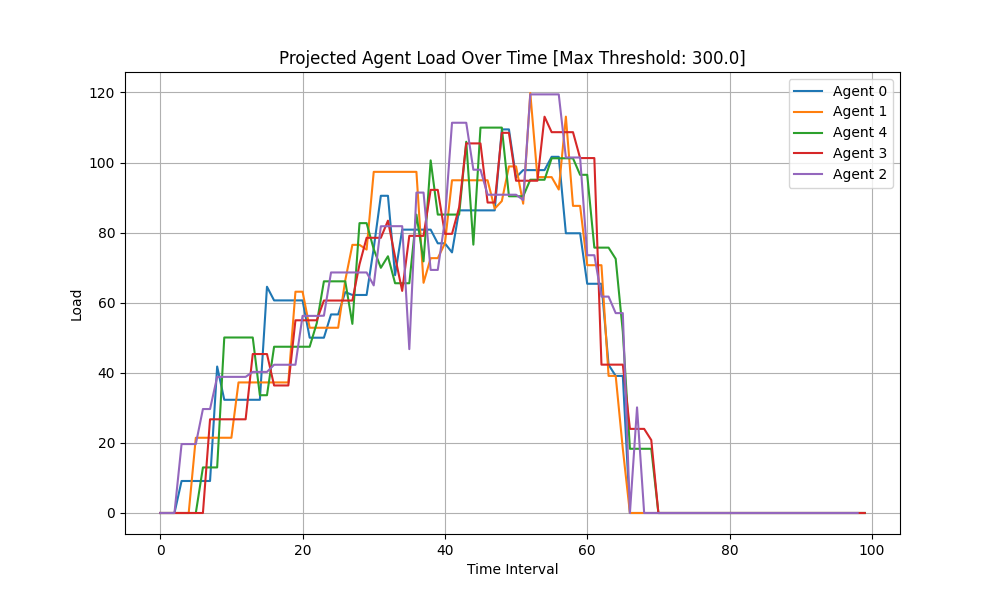 Projected Agent Load Over Time [Max Threshold: 300.0]
120
100
80
60
40
20
0
Load
0 20 40 60 80 100
Time Interval
Agent 0
Agent 1
Agent 4
Agent 3
Agent 2